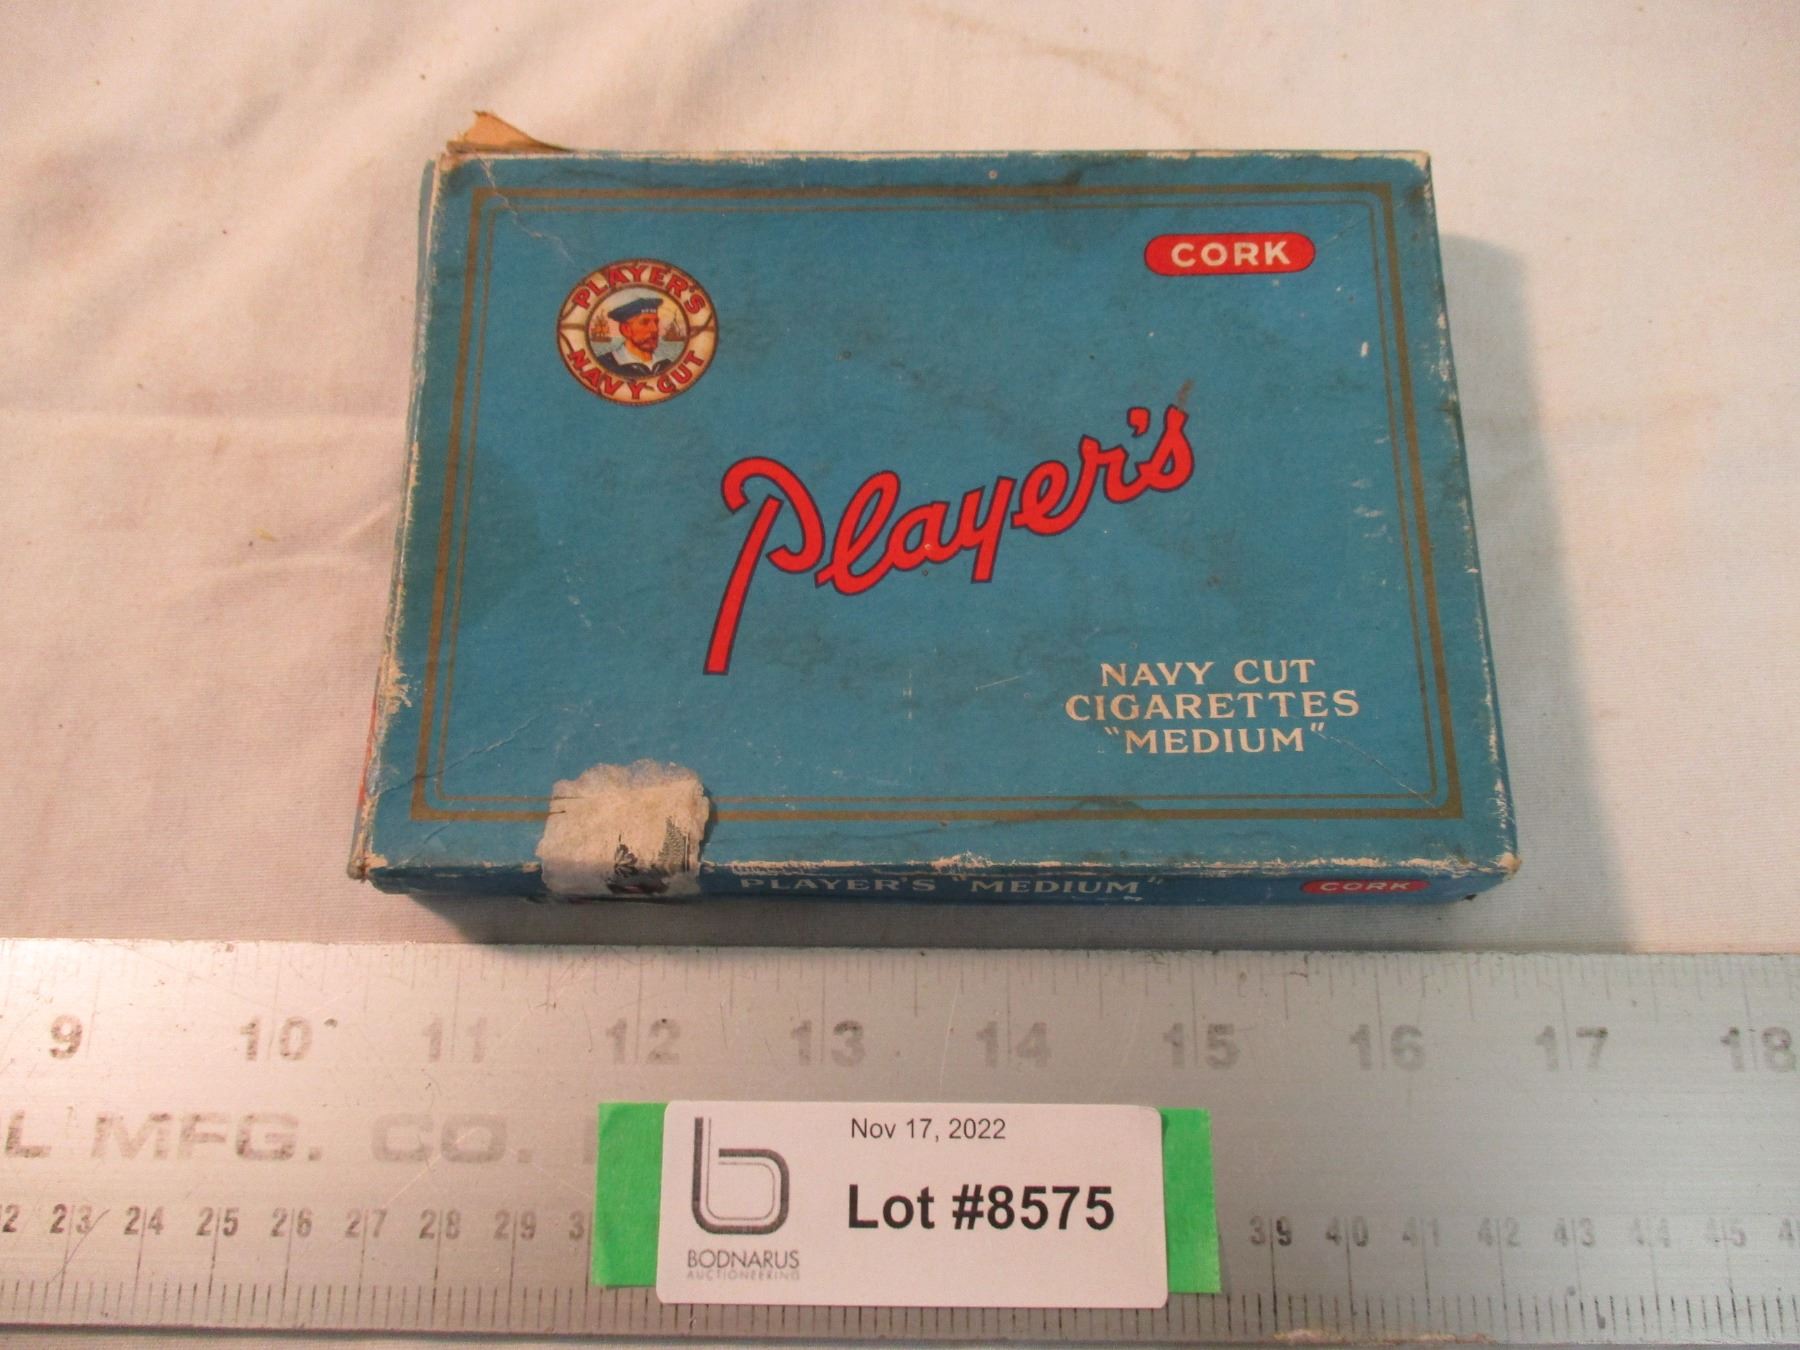 CORK
PLAYER'S
NAVY CUT
Player's
NAVY CUT
CIGARETTES
"MEDIUM"
PLAYER'S "MEDIUM"
CORK
9 10 11 12 13 14 15 16 17 18
L MFG. CO.
23 24 25 26 27 28 29 39 40 41 42 43 44 45
Nov 17, 2022
Lot #8575
b
BODNARUS
AUCTIONEERING